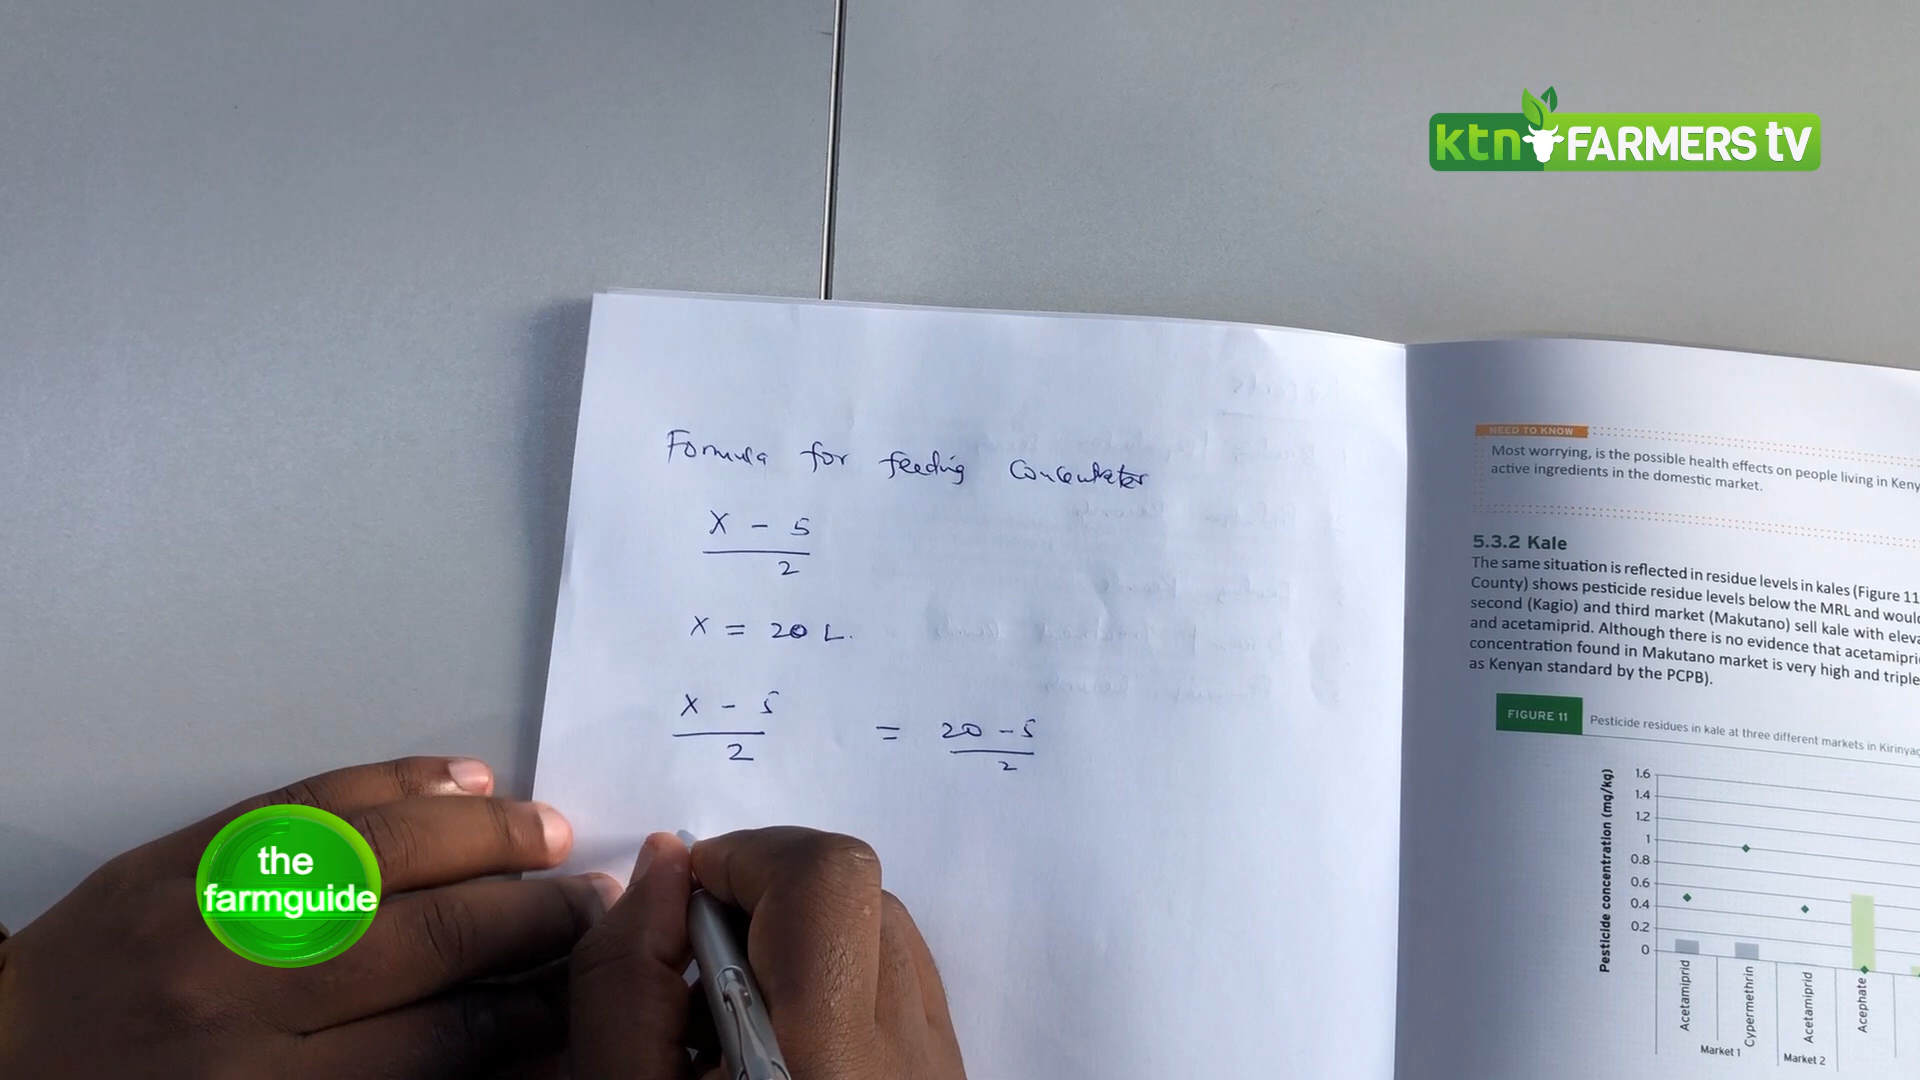 ktn FARMERS tv
Formula for feeding Concentrates
X - 5
2
X = 20 L.
X - 5
2
= 20 - 5
2
the
farmguide
NEED TO KNOW
Most worrying, is the possible health effects on people living in Keny
active ingredients in the domestic market.
5.3.2 Kale
The same situation is reflected in residue levels in kales (Figure 11
County) shows pesticide residue levels below the MRL and would
second (Kagio) and third market (Makutano) sell kale with eleva
and acetamiprid. Although there is no evidence that acetamipri
concentration found in Makutano market is very high and triple
as Kenyan standard by the PCPB).
FIGURE 11 Pesticide residues in kale at three different markets in Kirinyag
Pesticide concentration (mg/kg)
1.6
1.4
1.2
1
0.8
0.6
0.4
0.2
0
Acetamiprid
Cypermethrin
Acetamiprid
Acephate
Market 1
Market 2